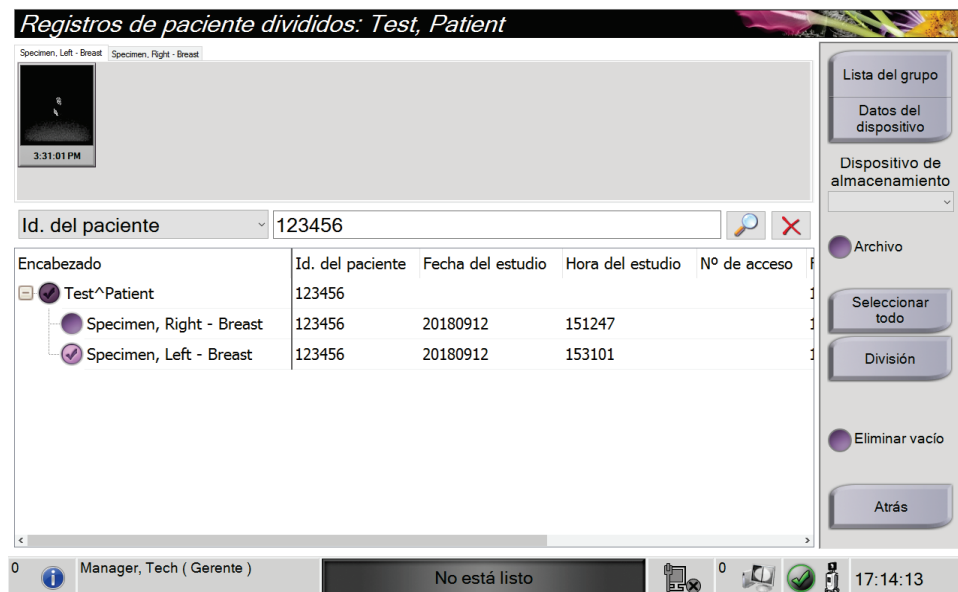 Registros de paciente divididos: Test, Patient
Specimen, Left - Breast Specimen, Right - Breast
3:31:01 PM
Id. del paciente 123456
Encabezado Id. del paciente Fecha del estudio Hora del estudio Nº de acceso
Test^Patient 123456
Specimen, Right - Breast 123456 20180912 151247
Specimen, Left - Breast 123456 20180912 153101
Lista del grupo
Datos del
dispositivo
Dispositivo de
almacenamiento
Archivo
Seleccionar
todo
División
Eliminar vacío
Atrás
0 Manager, Tech ( Gerente ) No está listo 0 17:14:13